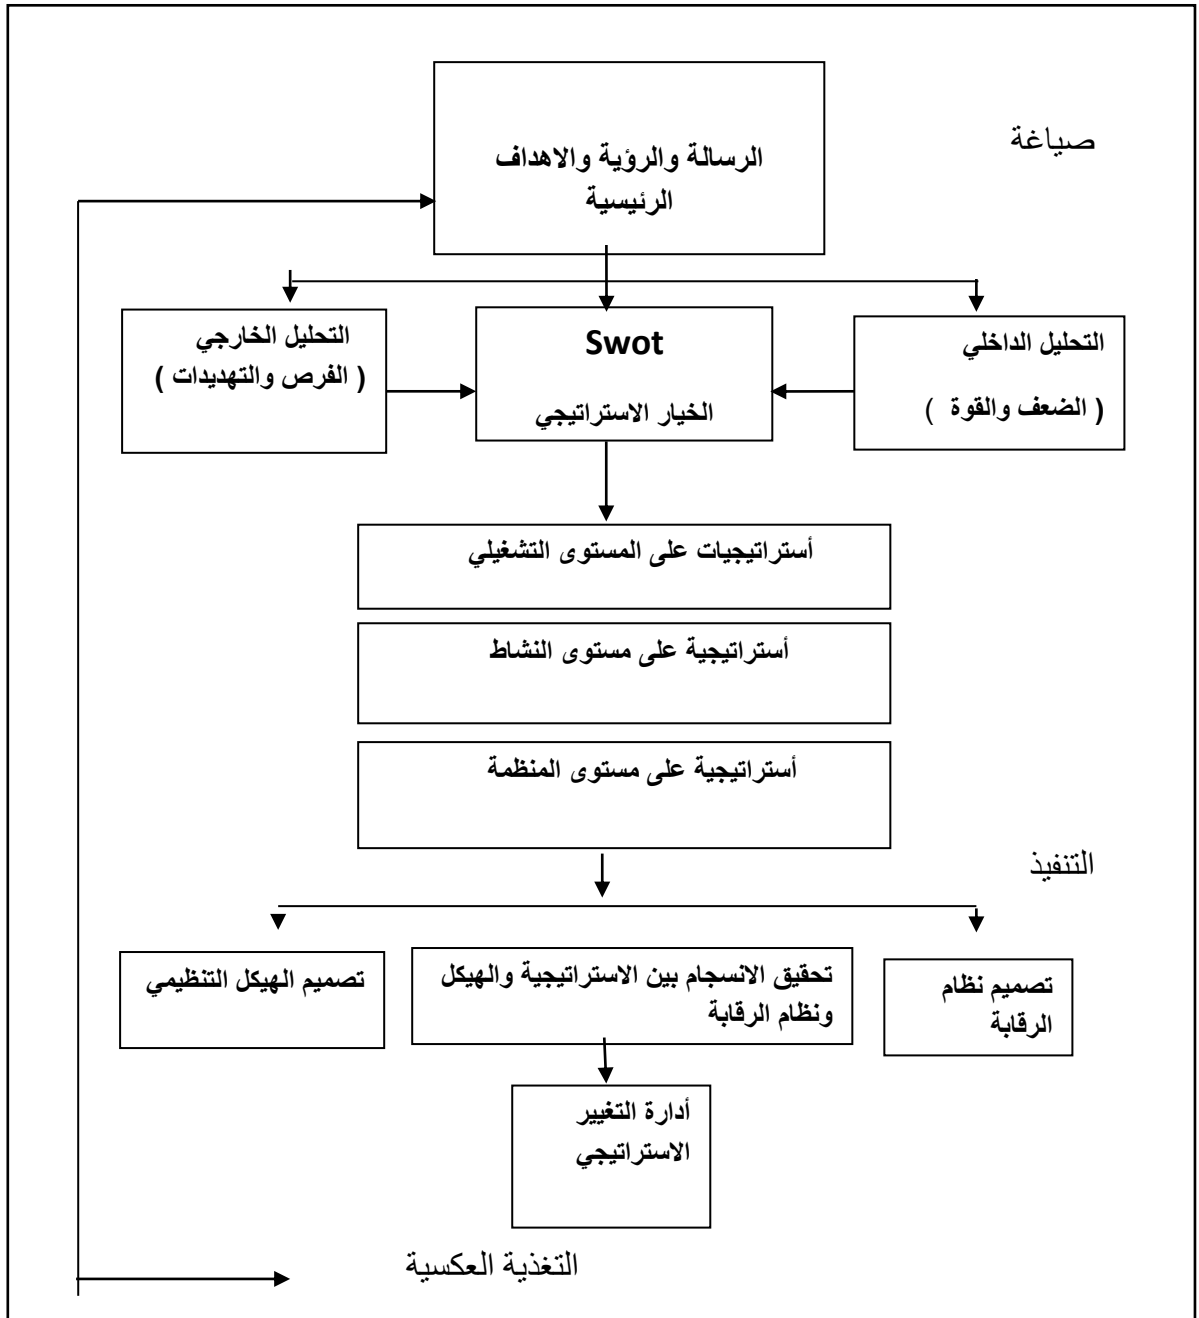 صياغة
الرسالة والرؤية والاهداف
الرئيسية
التحليل الداخلي
( الضعف والقوة )
Swot
الخيار الاستراتيجي
التحليل الخارجي
( الفرص والتهديدات )
أستراتيجيات على المستوى التشغيلي
أستراتيجية على مستوى النشاط
أستراتيجية على مستوى المنظمة
التنفيذ
تصميم نظام
الرقابة
تحقيق الانسجام بين الاستراتيجية والهيكل
ونظام الرقابة
تصميم الهيكل التنظيمي
أدارة التغيير
الاستراتيجي
التغذية العكسية